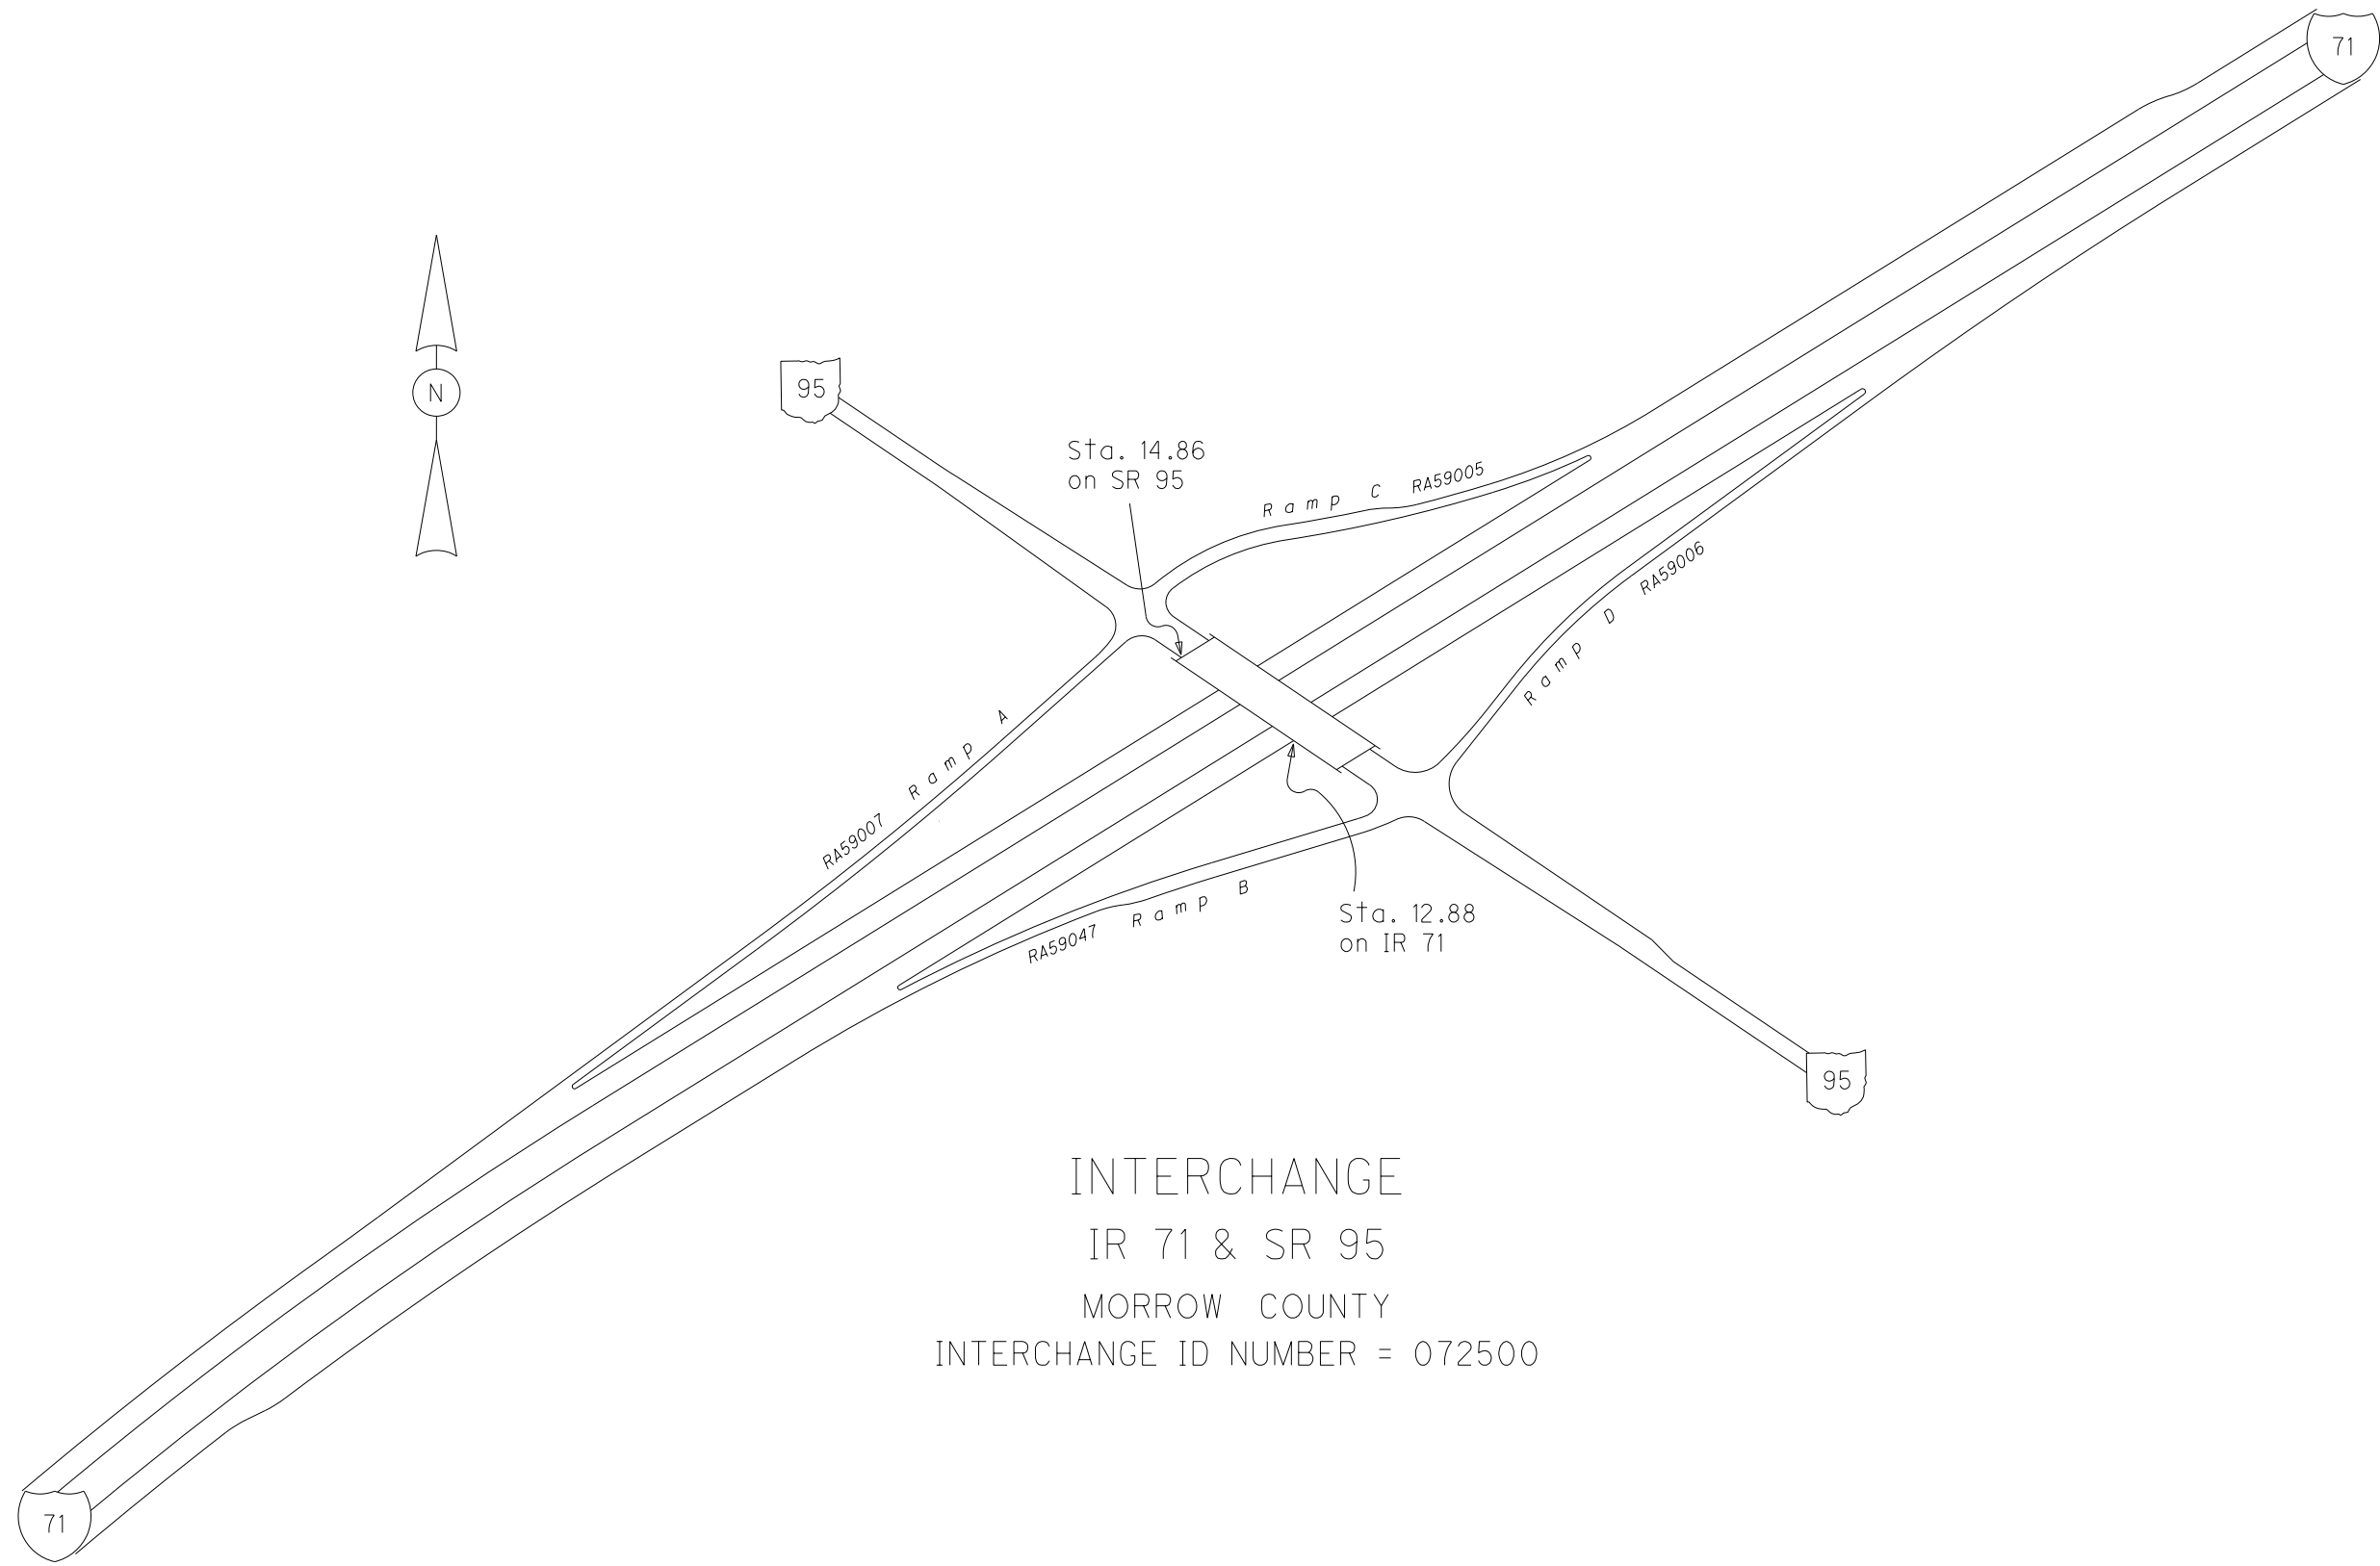 71
N
95
Sta. 14.86
on SR 95
Ramp C RA59005
Ramp D RA59006
RA59007 Ramp A
RA59047 Ramp B
Sta. 12.88
on IR 71
95
INTERCHANGE
IR 71 & SR 95
MORROW COUNTY
INTERCHANGE ID NUMBER = 072500
71